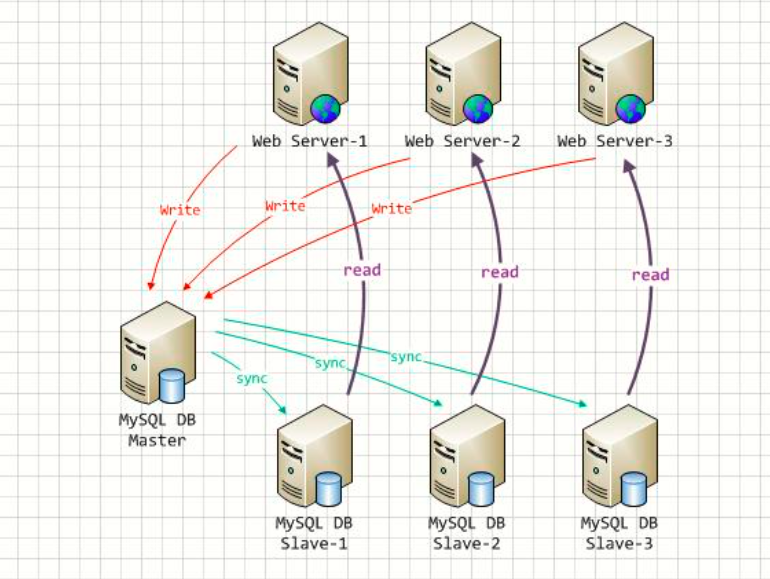 Web Server-1
Web Server-2
Web Server-3
Write
Write
Write
read
read
read
sync
sync
sync
MySQL DB
Master
MySQL DB
Slave-1
MySQL DB
Slave-2
MySQL DB
Slave-3